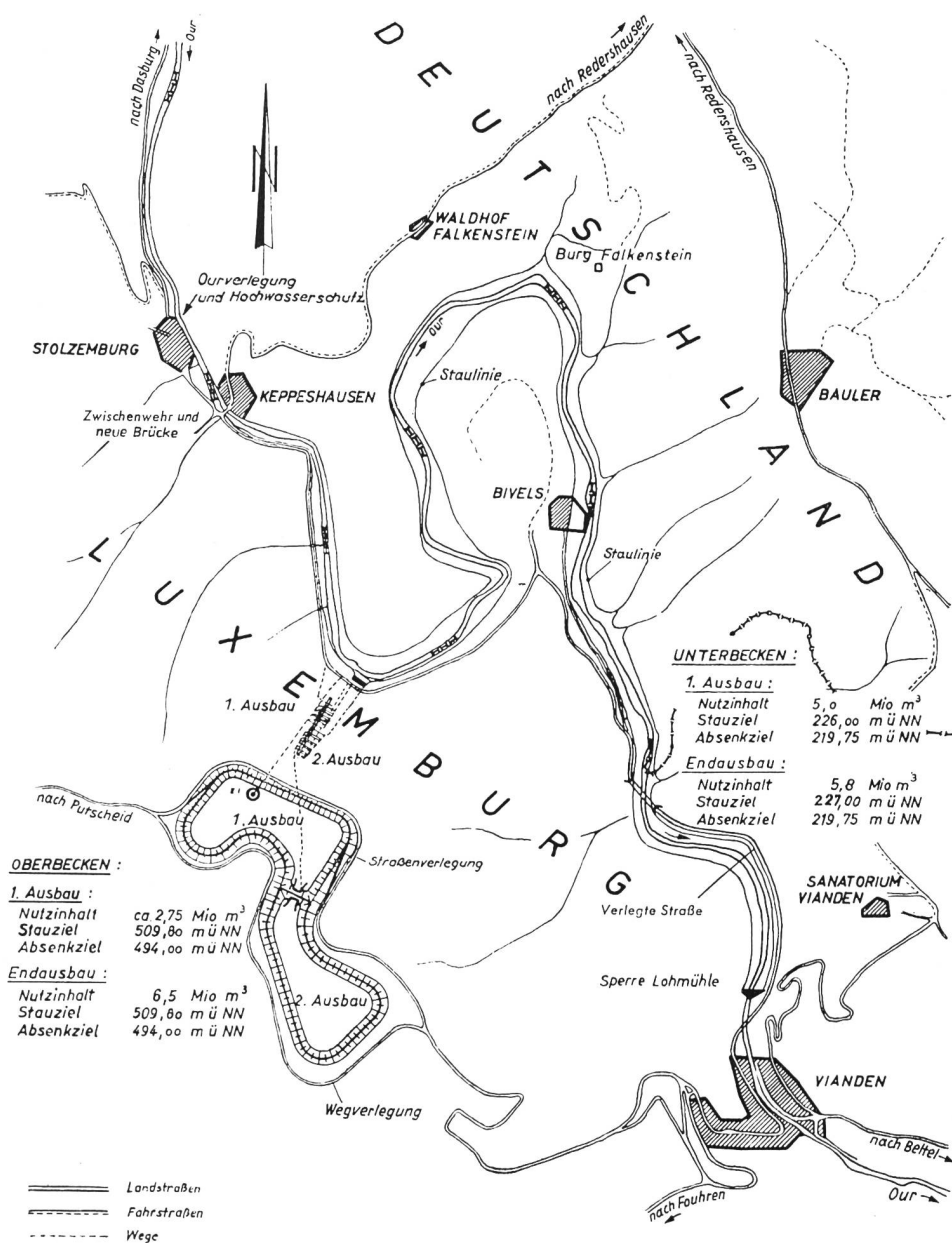 DEUTSCHLAND
LUXEMBURG
nach Dasburg
Our
nach Redershausen
nach Redershausen
N
WALDHOF
FALKENSTEIN
Burg Falkenstein
Ourverlegung
und Hochwasserschutz
STOLZEMBURG
KEPPESHAUSEN
Zwischenwehr und
neue Brücke
Our
Staulinie
BAULER
BIVELS
Staulinie
1. Ausbau
2. Ausbau
UNTERBECKEN :
1. Ausbau :
Nutzinhalt 5,0 Mio m³
Stauziel 226,00 m ü NN
Absenkziel 219,75 m ü NN
Endausbau :
Nutzinhalt 5,8 Mio m³
Stauziel 227,00 m ü NN
Absenkziel 219,75 m ü NN
nach Putscheid
1. Ausbau
Straßenverlegung
OBERBECKEN :
1. Ausbau :
Nutzinhalt ca. 2,75 Mio m³
Stauziel 509,80 m ü NN
Absenkziel 494,00 m ü NN
Endausbau :
Nutzinhalt 6,5 Mio m³
Stauziel 509,80 m ü NN
Absenkziel 494,00 m ü NN
2. Ausbau
Wegverlegung
SANATORIUM
VIANDEN
Verlegte Straße
Sperre Lohmühle
VIANDEN
nach Bettel
Our
nach Fouhren
Landstraßen
Fahrstraßen
Wege